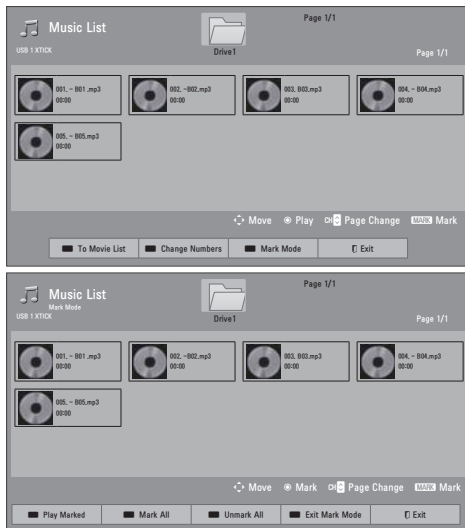 Page 1/1
Music List
USB 1 XTICK
Drive1
Page 1/1
001. - B01 .mp3
00:00
002. -B02.mp3
00:00
003. B03.mp3
00:00
004. - B04.mp3
00:00
005. - B05.mp3
00:00
Move Play CH Page Change MARK Mark
To Movie List Change Numbers Mark Mode Exit
Page 1/1
Music List
Mark Mode
USB 1 XTICK
Drive1
Page 1/1
001. - B01 .mp3
00:00
002. -B02.mp3
00:00
003. B03.mp3
00:00
004. - B04.mp3
00:00
005. - B05.mp3
00:00
Move Mark CH Page Change MARK Mark
Play Marked Mark All Unmark All Exit Mark Mode Exit